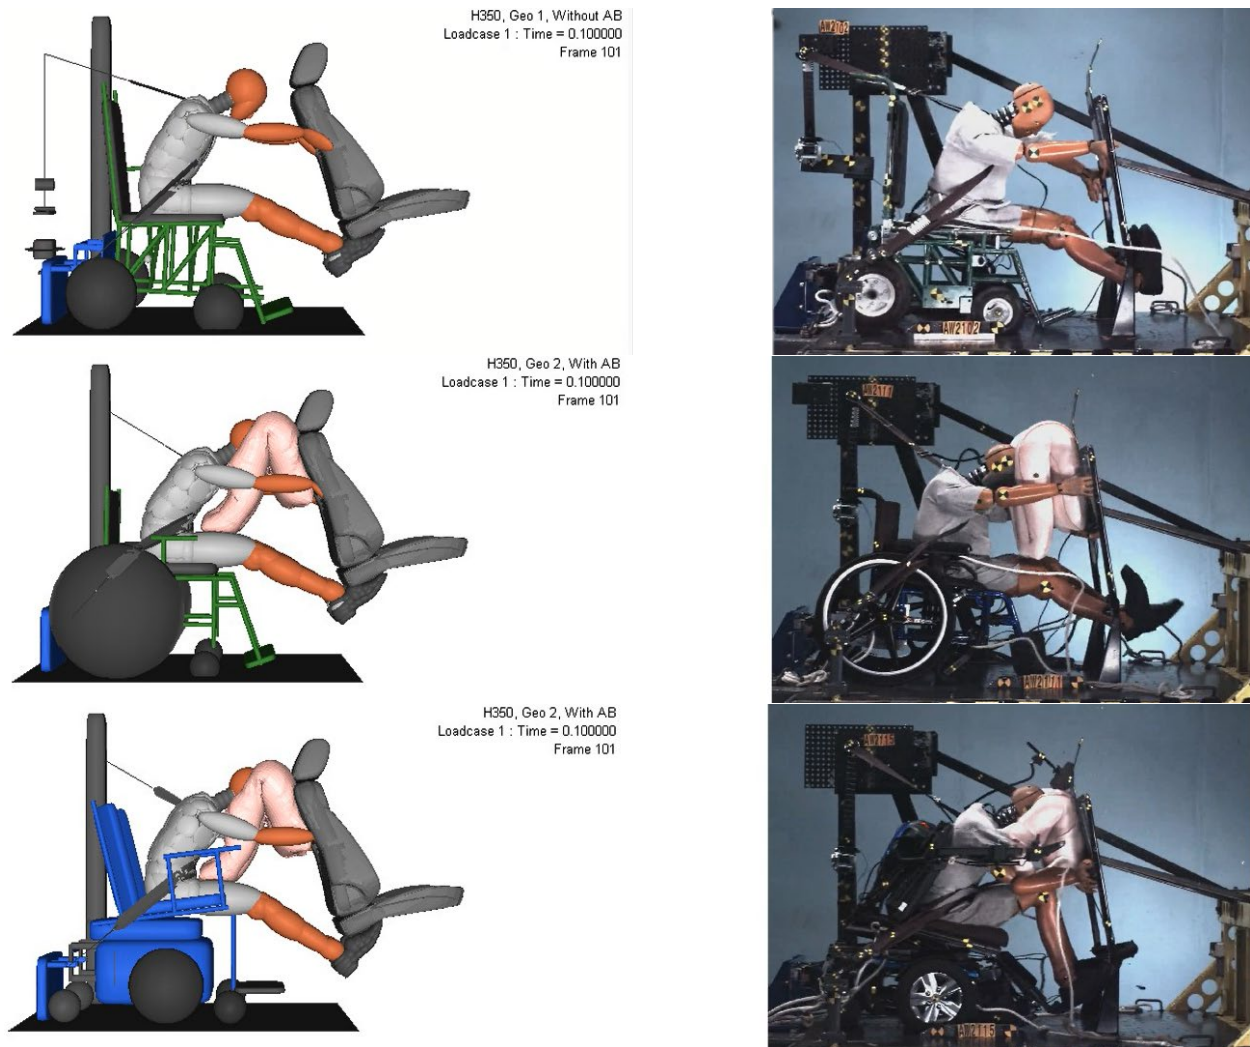 H350, Geo 1, Without AB
Loadcase 1 : Time = 0.100000
Frame 101
AW2102
AW2102
H350, Geo 2, With AB
Loadcase 1 : Time = 0.100000
Frame 101
AW2111
AW2111
H350, Geo 2, With AB
Loadcase 1 : Time = 0.100000
Frame 101
AW2115
AW2115